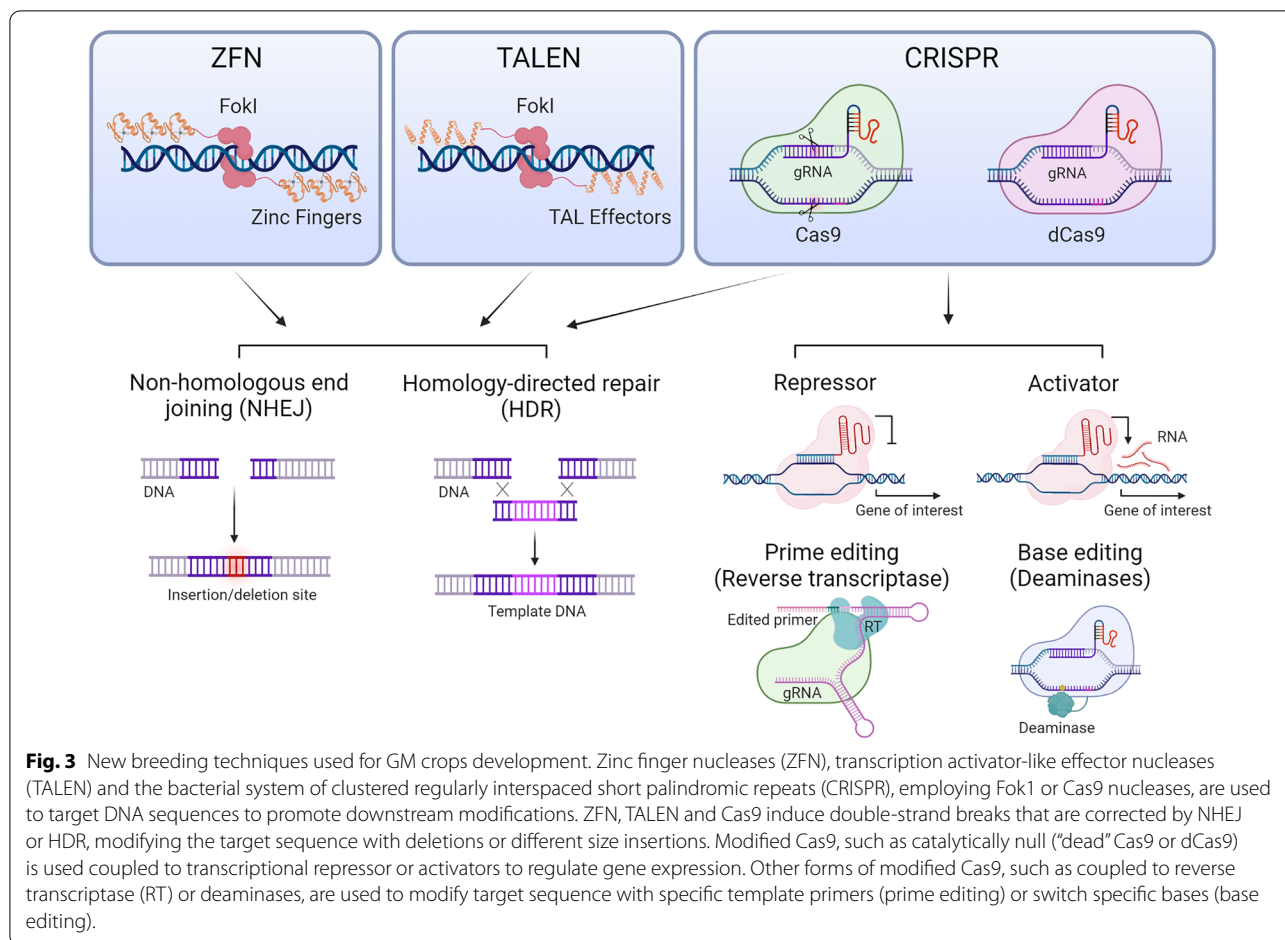 ZFN
FokI
Zinc Fingers
TALEN
FokI
TAL Effectors
CRISPR
gRNA
Cas9
gRNA
dCas9
Non-homologous end
joining (NHEJ)
DNA
Insertion/deletion site
Homology-directed repair
(HDR)
DNA
Template DNA
Repressor
Gene of interest
Activator
RNA
Gene of interest
Prime editing
(Reverse transcriptase)
Edited primer
RT
gRNA
Base editing
(Deaminases)
Deaminase
Fig. 3 New breeding techniques used for GM crops development. Zinc finger nucleases (ZFN), transcription activator-like effector nucleases
(TALEN) and the bacterial system of clustered regularly interspaced short palindromic repeats (CRISPR), employing Fok1 or Cas9 nucleases, are used
to target DNA sequences to promote downstream modifications. ZFN, TALEN and Cas9 induce double-strand breaks that are corrected by NHEJ
or HDR, modifying the target sequence with deletions or different size insertions. Modified Cas9, such as catalytically null (“dead” Cas9 or dCas9)
is used coupled to transcriptional repressor or activators to regulate gene expression. Other forms of modified Cas9, such as coupled to reverse
transcriptase (RT) or deaminases, are used to modify target sequence with specific template primers (prime editing) or switch specific bases (base
editing).